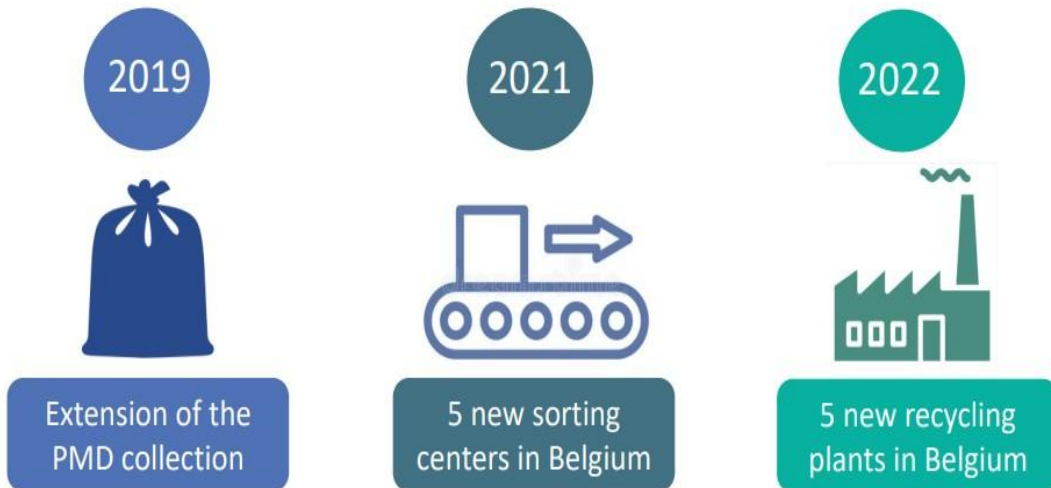 2019
2021
2022
Extension of the
PMD collection
5 new sorting
centers in Belgium
5 new recycling
plants in Belgium